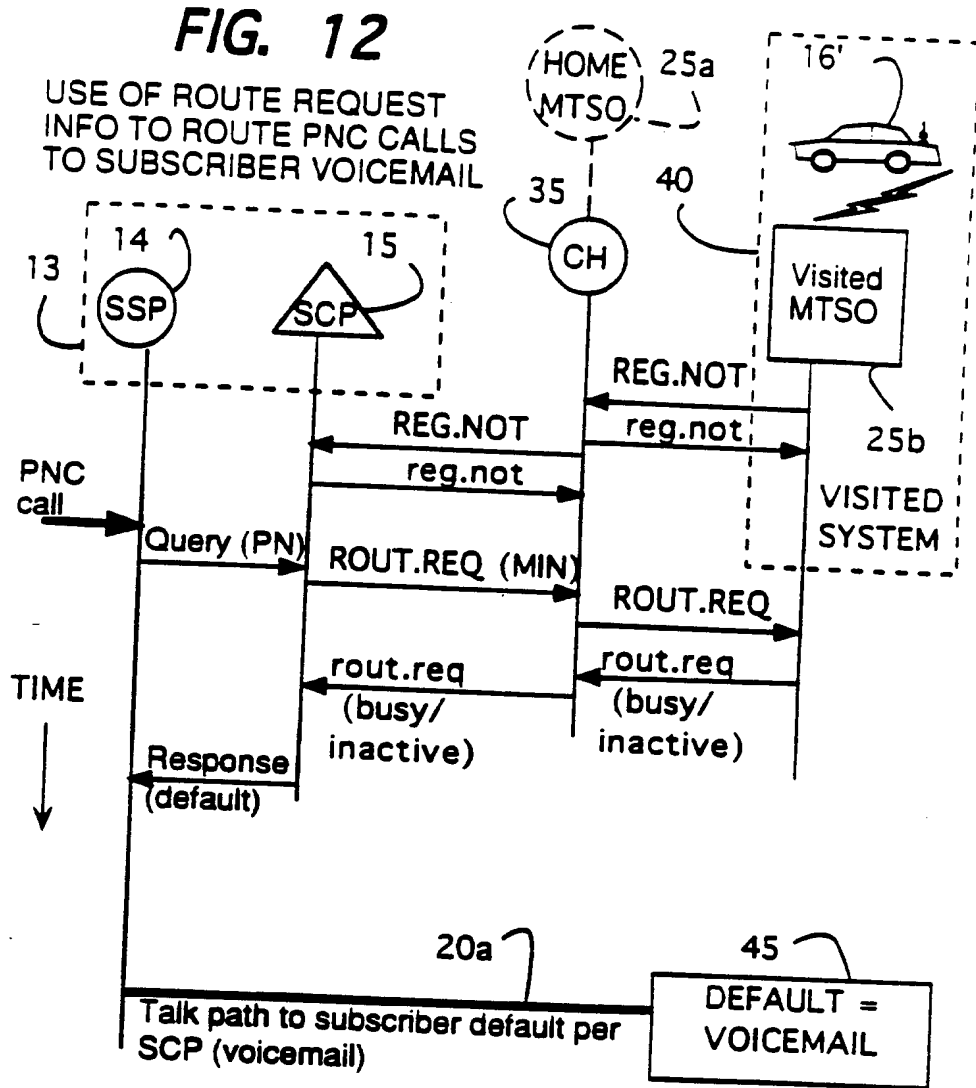 FIG. 12
USE OF ROUTE REQUEST
INFO TO ROUTE PNC CALLS
TO SUBSCRIBER VOICEMAIL
HOME
MTSO
25a
16'
35
40
CH
13
14
15
SSP
SCP
Visited
MTSO
REG.NOT
REG.NOT
reg.not
25b
reg.not
PNC
call
VISITED
SYSTEM
Query (PN)
ROUT.REQ (MIN)
ROUT.REQ
rout.req
rout.req
TIME
(busy/
inactive)
(busy/
inactive)
Response
(default)
20a
45
Talk path to subscriber default per
SCP (voicemail)
DEFAULT =
VOICEMAIL